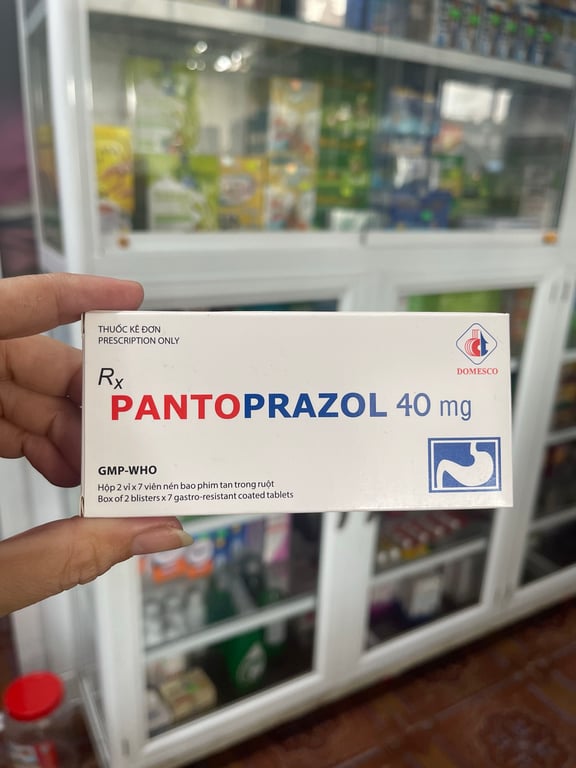 THUỐC KÊ ĐƠN
PRESCRIPTION ONLY
DOMESCO
Rx
PANTOPRAZOL 40 mg
GMP-WHO
Hộp 2 vỉ x 7 viên nén bao phim tan trong ruột
Box of 2 blisters x 7 gastro-resistant coated tablets